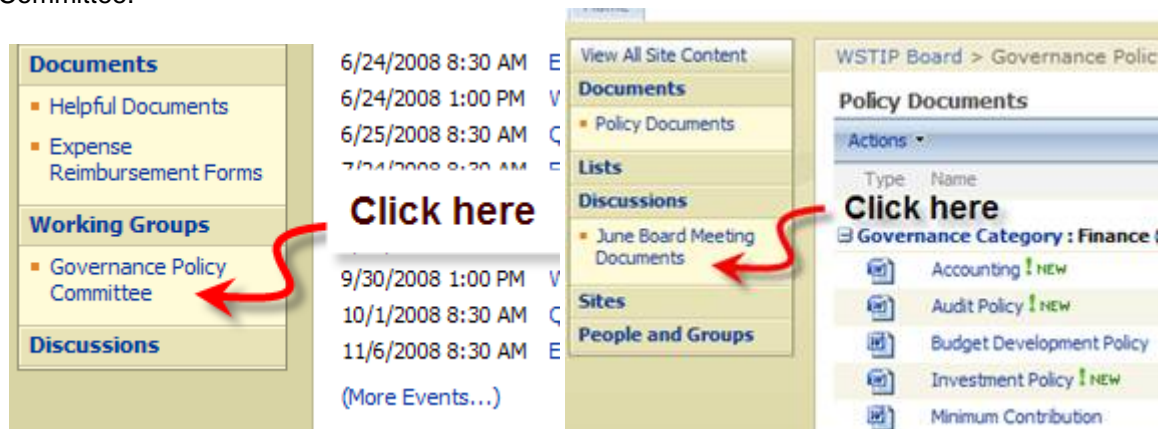 Committee.
Documents
Helpful Documents
Expense
Reimbursement Forms
Working Groups
Governance Policy
Committee
Discussions
6/24/2008 8:30 AM
6/24/2008 1:00 PM
6/25/2008 8:30 AM
Click here
9/30/2008 1:00 PM
10/1/2008 8:30 AM
11/6/2008 8:30 AM
(More Events...)
Home
View All Site Content
Documents
Policy Documents
Lists
Discussions
June Board Meeting
Documents
Sites
People and Groups
WSTIP Board > Governance Polic
Policy Documents
Actions
Type Name
Click here
Governance Category : Finance
Accounting ! NEW
Audit Policy ! NEW
Budget Development Policy
Investment Policy ! NEW
Minimum Contribution